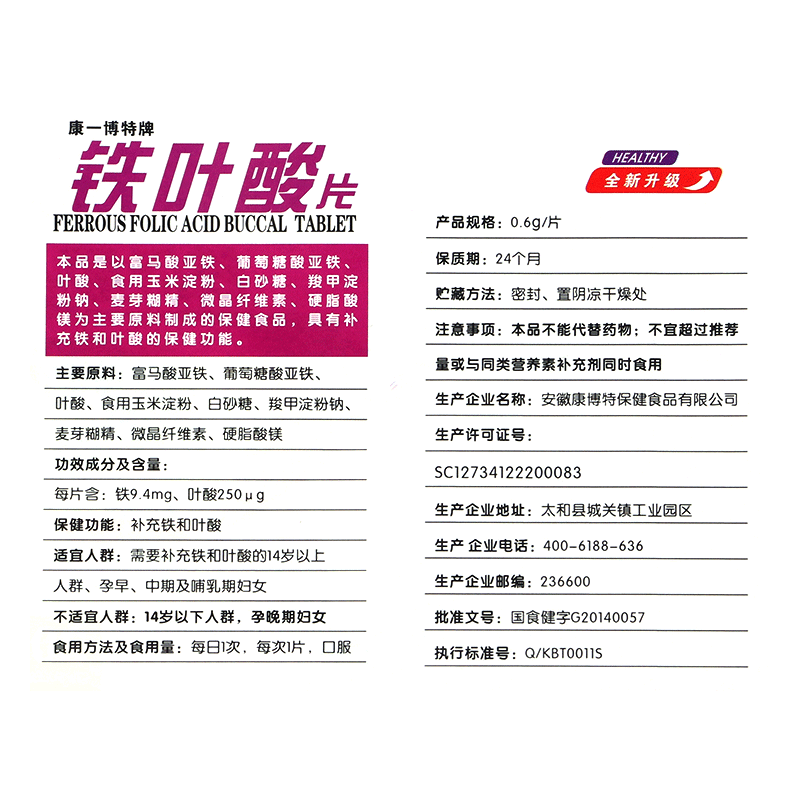 康一博特牌
铁叶酸片
FERROUS FOLIC ACID BUCCAL TABLET
本品是以富马酸亚铁、葡萄糖酸亚铁、
叶酸、食用玉米淀粉、白砂糖、羧甲淀
粉钠、麦芽糊精、微晶纤维素、硬脂酸
镁为主要原料制成的保健食品，具有补
充铁和叶酸的保健功能。
主要原料：富马酸亚铁、葡萄糖酸亚铁、
叶酸、食用玉米淀粉、白砂糖、羧甲淀粉钠、
麦芽糊精、微晶纤维素、硬脂酸镁
功效成分及含量：
每片含：铁9.4mg、叶酸250μg
保健功能：补充铁和叶酸
适宜人群：需要补充铁和叶酸的14岁以上
人群、孕早、中期及哺乳期妇女
不适宜人群：14岁以下人群，孕晚期妇女
食用方法及食用量：每日1次，每次1片，口服
HEALTHY
全新升级
产品规格：0.6g/片
保质期：24个月
贮藏方法：密封、置阴凉干燥处
注意事项：本品不能代替药物；不宜超过推荐
量或与同类营养素补充剂同时食用
生产企业名称：安徽康博特保健食品有限公司
生产许可证号：
SC12734122200083
生产企业地址：太和县城关镇工业园区
生产企业电话：400-6188-636
生产企业邮编：236600
批准文号：国食健字G20140057
执行标准号：Q/KBT0011S